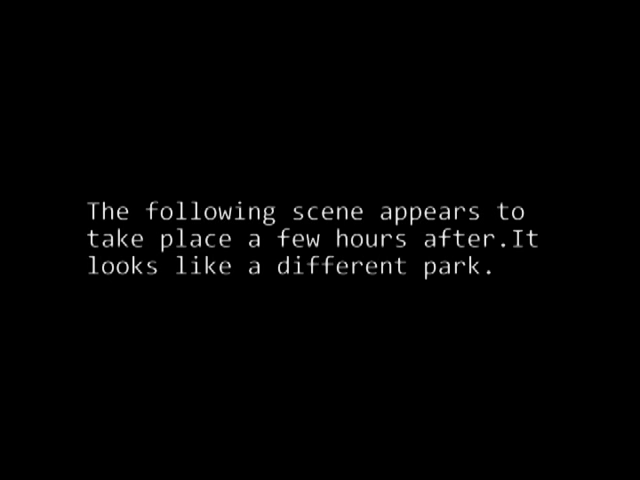 The following scene appears to
take place a few hours after.It
looks like a different park.